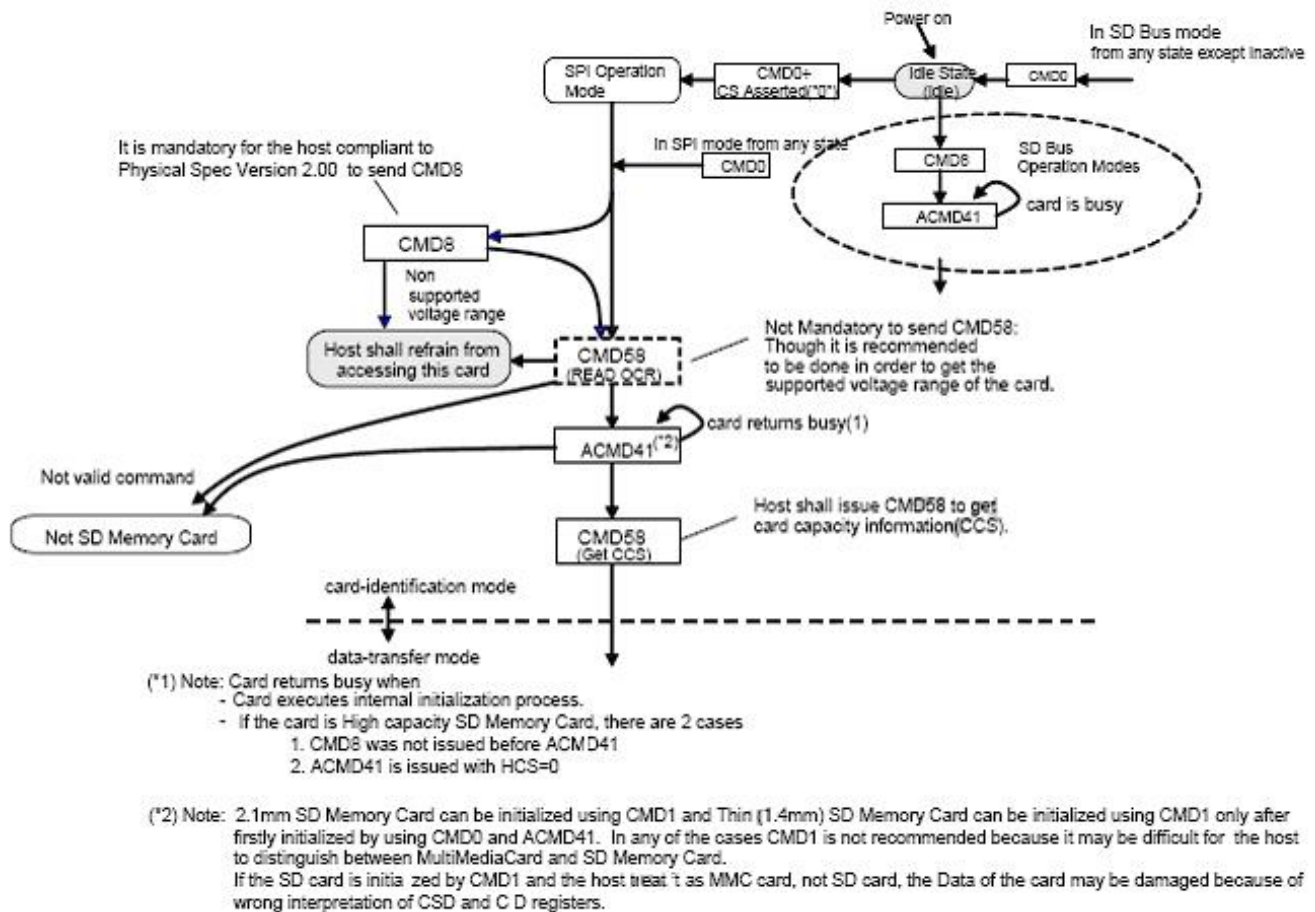 Power on
In SD Bus mode
from any state except inactive
SPI Operation
Mode
CMD0+
CS Asserted("0")
Idle State
(Idle)
CMD0
It is mandatory for the host compliant to
Physical Spec Version 2.00 to send CMD8
In SPI mode from any state
CMD0
CMD8
SD Bus
Operation Modes
ACMD41
card is busy
CMD8
Non
supported
voltage range
Host shall refrain from
accessing this card
CMD58
(READ OCR)
Not Mandatory to send CMD58:
Though it is recommended
to be done in order to get the
supported voltage range of the card.
card returns busy(1)
ACMD41(*2)
Not valid command
Not SD Memory Card
Host shall issue CMD58 to get
card capacity information(CCS).
CMD58
(Get CCS)
card-identification mode
data-transfer mode
(*1) Note: Card returns busy when
- Card executes internal initialization process.
- If the card is High capacity SD Memory Card, there are 2 cases
1. CMD8 was not issued before ACMD41
2. ACMD41 is issued with HCS=0
(*2) Note: 2.1mm SD Memory Card can be initialized using CMD1 and Thin (1.4mm) SD Memory Card can be initialized using CMD1 only after
firstly initialized by using CMD0 and ACMD41. In any of the cases CMD1 is not recommended because it may be difficult for the host
to distinguish between MultiMediaCard and SD Memory Card.
If the SD card is by CMD1 and the host as MMC card, not SD card, the Data of the card may be damaged because of
wrong interpretation of CSD and registers.